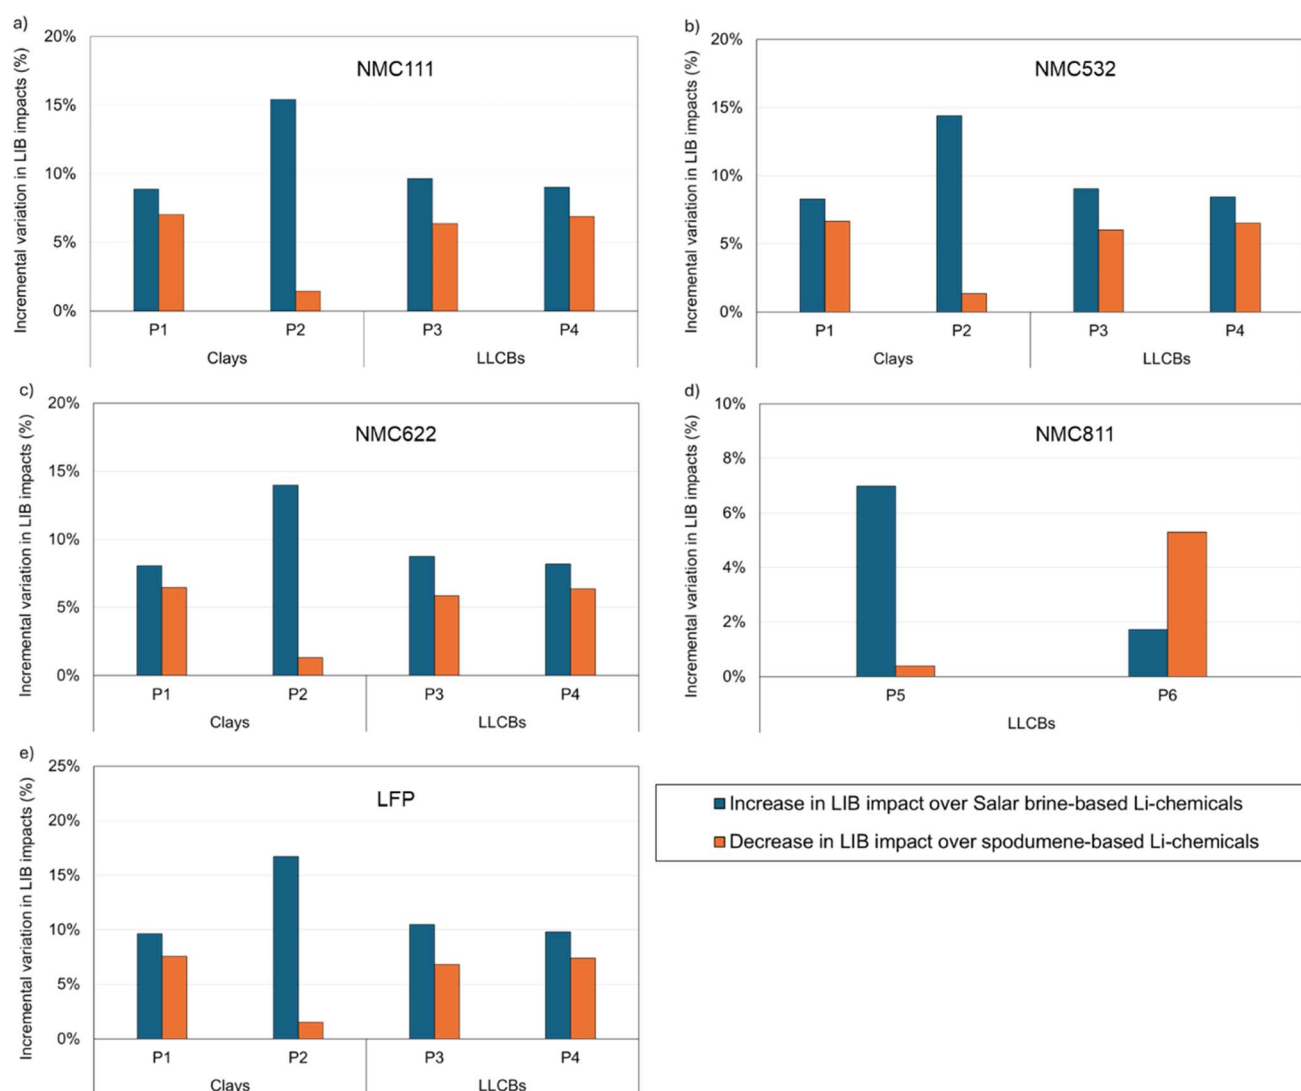 a)
Incremental variation in LIB impacts (%)
20%
15%
10%
5%
0%
NMC111
P1 P2 P3 P4
Clays LLCBs
b)
Incremental variation in LIB impacts (%)
20%
15%
10%
5%
0%
NMC532
P1 P2 P3 P4
Clays LLCBs
c)
Incremental variation in LIB impacts (%)
20%
15%
10%
5%
0%
NMC622
P1 P2 P3 P4
Clays LLCBs
d)
Incremental variation in LIB impacts (%)
10%
8%
6%
4%
2%
0%
NMC811
P5 P6
LLCBs
e)
Incremental variation in LIB impacts (%)
25%
20%
15%
10%
5%
0%
LFP
P1 P2 P3 P4
Clays LLCBs
Increase in LIB impact over Salar brine-based Li-chemicals
Decrease in LIB impact over spodumene-based Li-chemicals